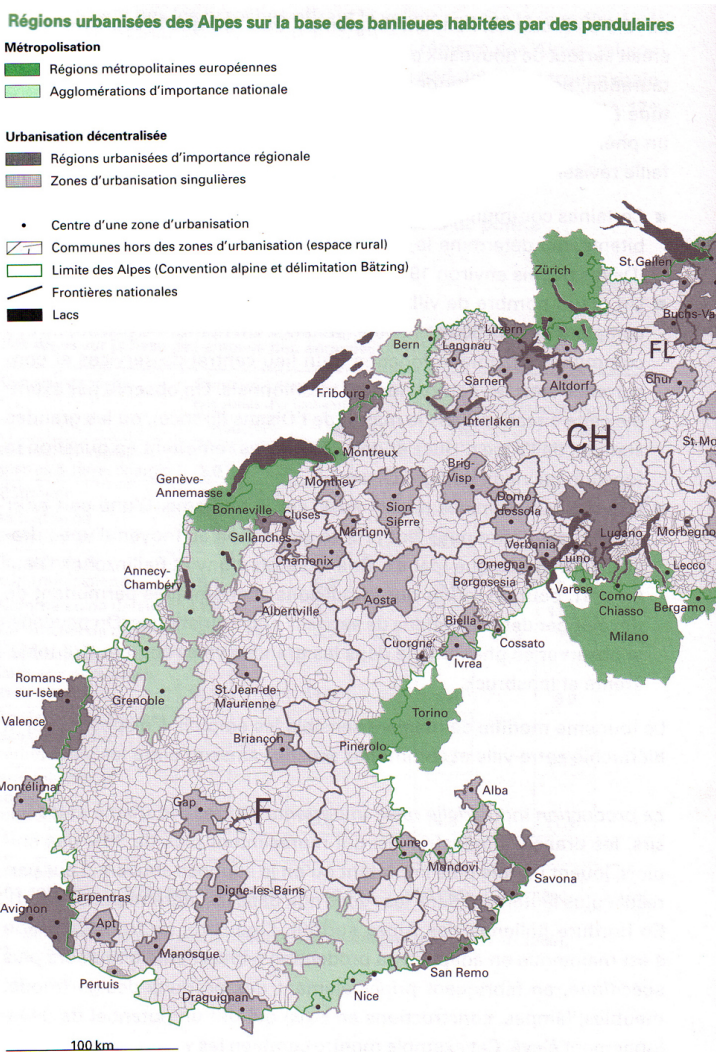 Régions urbanisées des Alpes sur la base des banlieues habitées par des pendulaires
Métropolisation
Régions métropolitaines européennes
Agglomérations d'importance nationale
Urbanisation décentralisée
Régions urbanisées d'importance régionale
Zones d'urbanisation singulières
Centre d'une zone d'urbanisation
Communes hors des zones d'urbanisation (espace rural)
Limite des Alpes (Convention alpine et délimitation Bätzing)
Frontières nationales
Lacs
St. Gallen
Zürich
Buchs-Va
Luzern
Bern
Langnau
FL
Sarnen
Altdorf
Chur
Fribourg
Interlaken
CH
St. Mo
Montreux
Genève-
Annemasse
Monthey
Brig-
Visp
Bonneville
Cluses
Sion-
Sierre
Domo-
dossola
Martigny
Lugano
Morbegno
Sallanches
Verbania
Luino
Chamonix
Omegna
Lecco
Annecy-
Chambéry
Borgosesia
Varese
Como/
Chiasso
Bergamo
Aosta
Albertville
Biella
Milano
Cuorgnè
Cossato
Ivrea
Romans-
sur-Isère
Grenoble
St. Jean-de-
Maurienne
Valence
Torino
Briançon
Pinerolo
Montélimar
Alba
Gap
F
Cuneo
Mondovi
Savona
Digne-les-Bains
Carpentras
Avignon
Apt
Manosque
San Remo
Pertuis
Nice
Draguignan
100 km